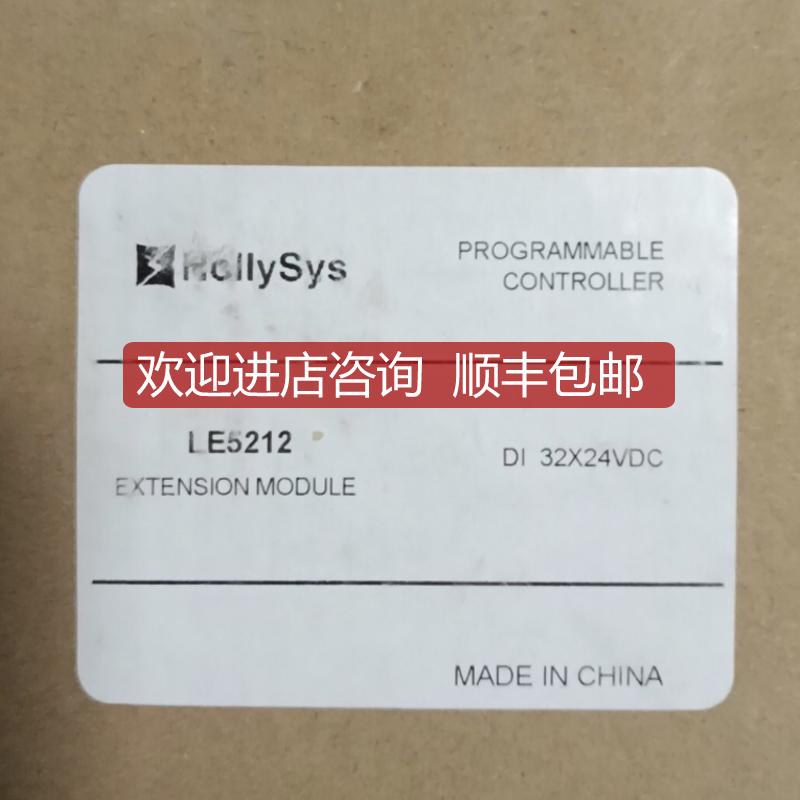 HollySys
PROGRAMMABLE
CONTROLLER
欢迎进店咨询 顺丰包邮
LE5212
EXTENSION MODULE
DI 32X24VDC
MADE IN CHINA